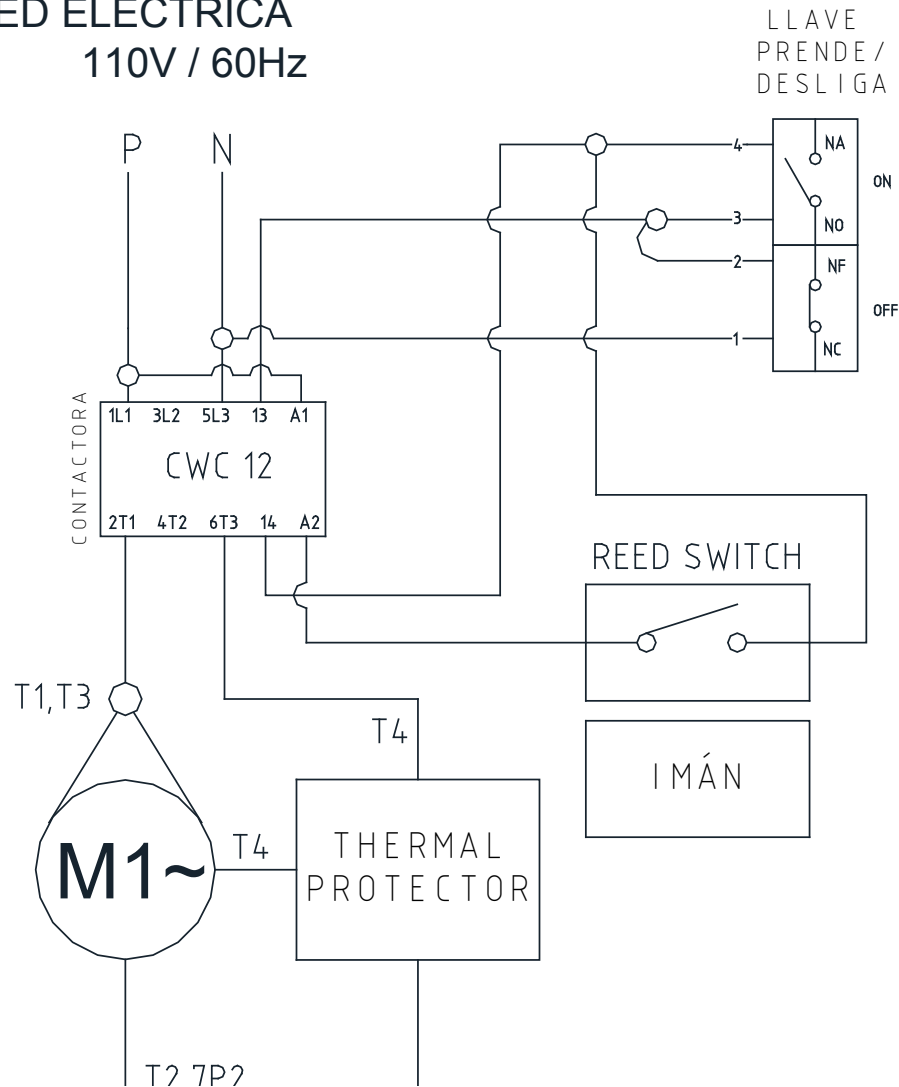 ED ELECTRICA
110V / 60Hz
LLAVE
PRENDE/
DESLIGA
P
N
4
NA
ON
3
NO
2
NF
OFF
1
NC
CONTACTORA
1L1 3L2 5L3 13 A1
CWC 12
2T1 4T2 6T3 14 A2
REED SWITCH
T1,T3
T4
IMÁN
M1~
T4
THERMAL
PROTECTOR
T2,7P2